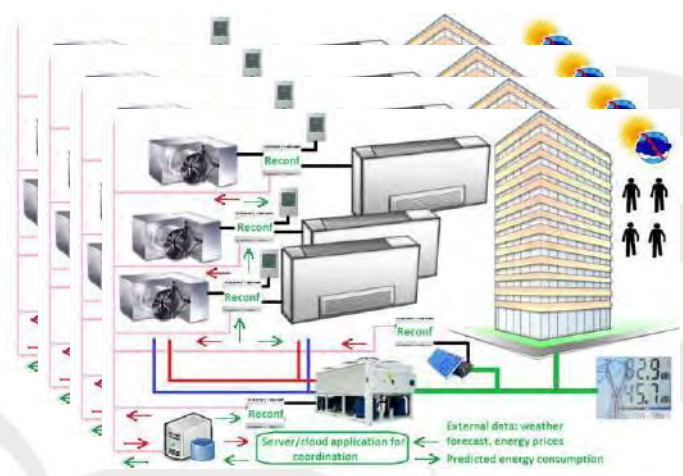 Reconf
Reconf
Reconf
Reconf
Reconf
62.9
45.7
Server/cloud application for
coordination
External data: weather
forecast, energy prices
Predicted energy consumption